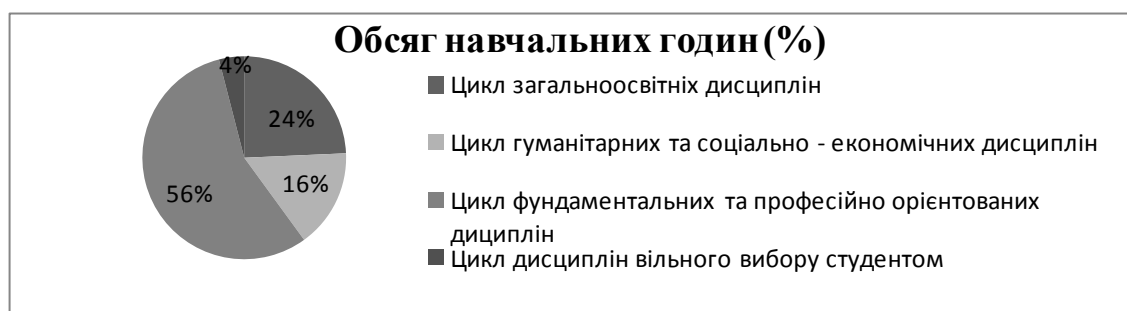 Обсяг навчальних годин (%)
4%
24%
16%
56%
Цикл загальноосвітніх дисциплін
Цикл гуманітарних та соціально - економічних дисциплін
Цикл фундаментальних та професійно орієнтованих
дициплін
Цикл дисциплін вільного вибору студентом